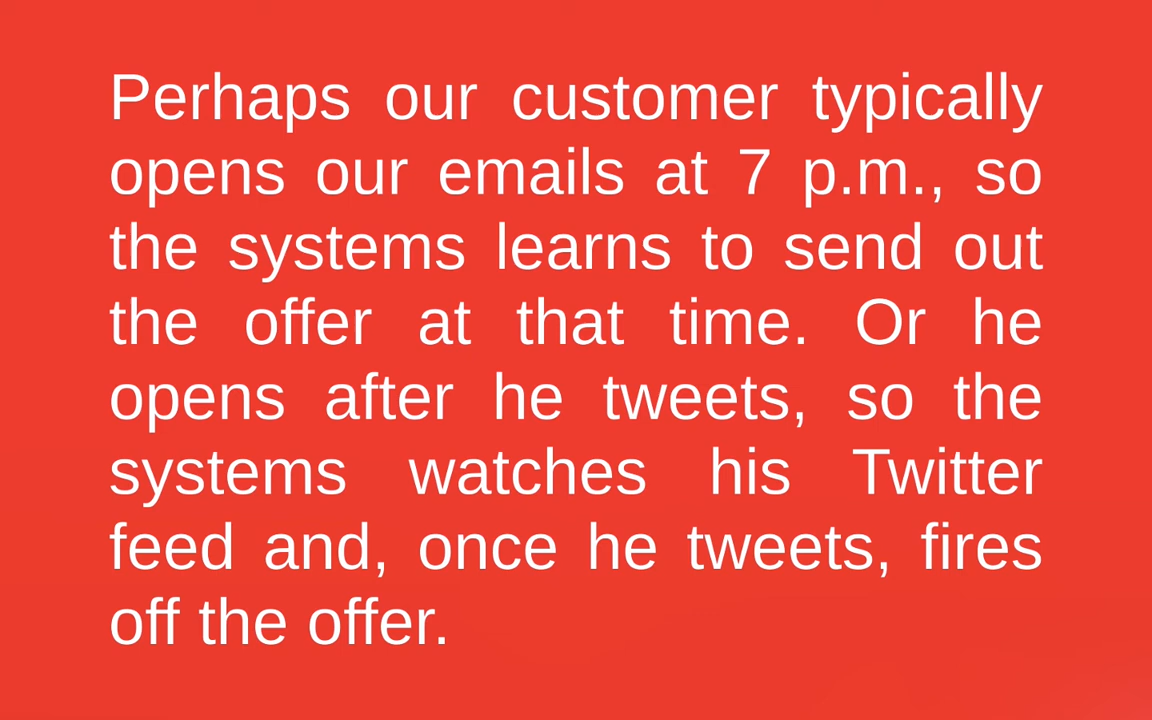 Perhaps our customer typically
opens our emails at 7 p.m., so
the systems learns to send out
the offer at that time. Or he
opens after he tweets, so the
systems watches his Twitter
feed and, once he tweets, fires
off the offer.